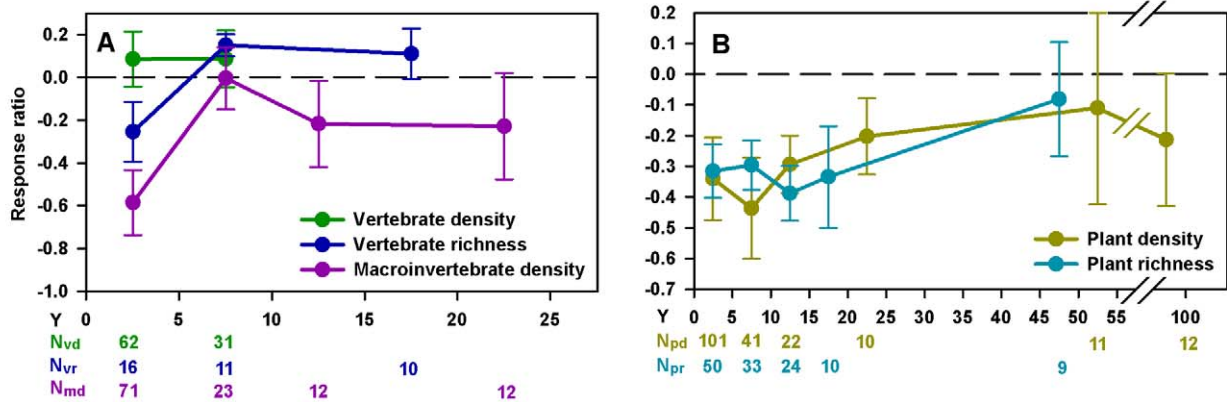 A
Response ratio
0.2
0.0
-0.2
-0.4
-0.6
-0.8
-1.0
Vertebrate density
Vertebrate richness
Macroinvertebrate density
Y 0 5 10 15 20 25
Nvd 62 31
Nvr 16 11 10
Nmd 71 23 12 12
B
0.2
0.1
0.0
-0.1
-0.2
-0.3
-0.4
-0.5
-0.6
-0.7
Plant density
Plant richness
Y 0 5 10 15 20 25 30 35 40 45 50 55 100
Npd 101 41 22 10 11 12
Npr 50 33 24 10 9